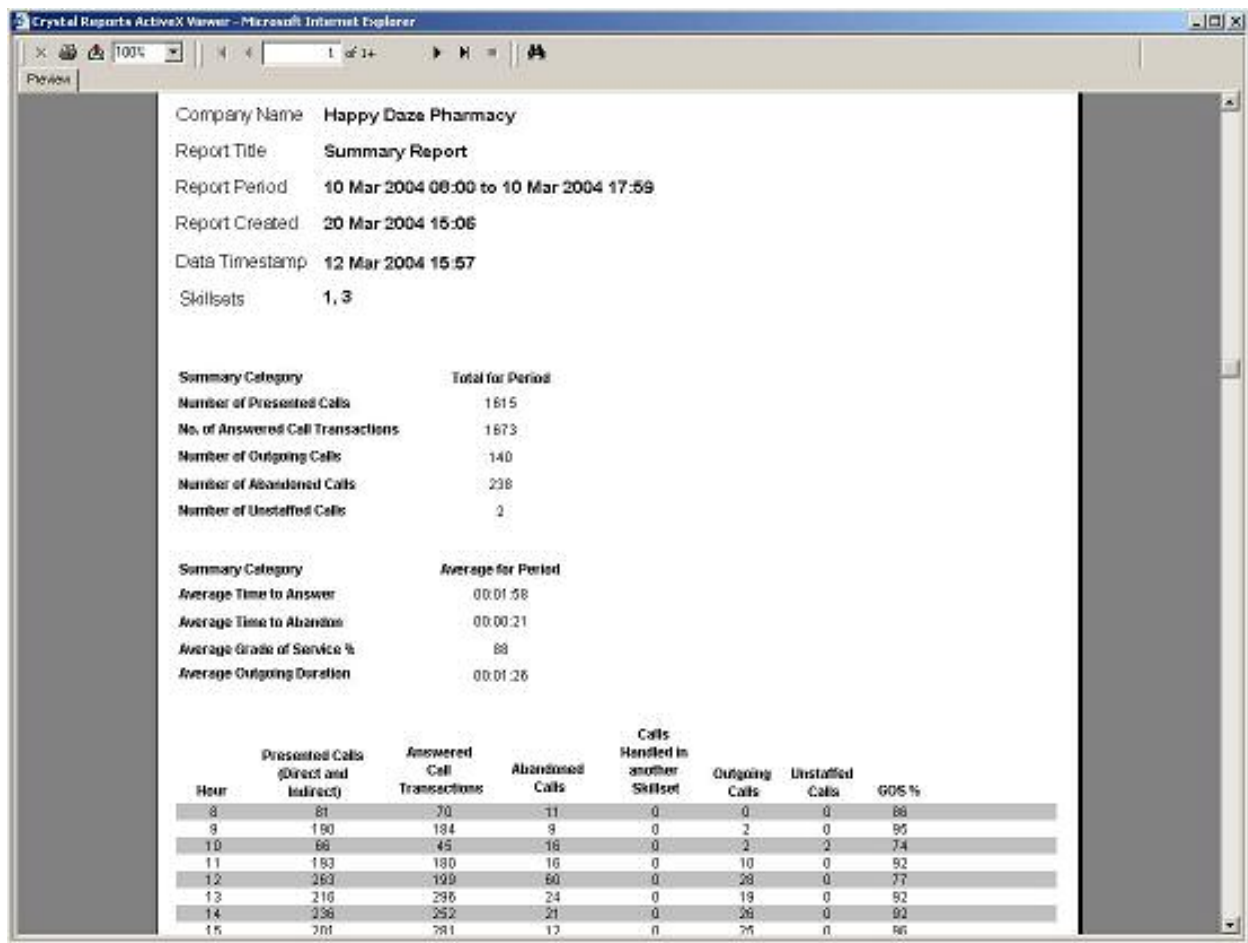 Crystal Reports ActiveX Viewer - Microsoft Internet Explorer
100% 1 of 1+
Preview
Company Name Happy Daze Pharmacy
Report Title Summary Report
Report Period 10 Mar 2004 08:00 to 10 Mar 2004 17:59
Report Created 20 Mar 2004 15:06
Data Timestamp 12 Mar 2004 15:57
Skillsets 1, 3
Summary Category Total for Period
Number of Presented Calls 1615
No. of Answered Call Transactions 1673
Number of Outgoing Calls 140
Number of Abandoned Calls 238
Number of Unstaffed Calls 2
Summary Category Average for Period
Average Time to Answer 00:01:58
Average Time to Abandon 00:00:21
Average Grade of Service % 88
Average Outgoing Duration 00:01:26
Calls
Presented Calls Answered Handled in
(Direct and Call Abandoned another Outgoing Unstaffed
Hour Indirect) Transactions Calls Skillset Calls Calls GOS %
8 81 70 11 0 0 0 86
9 190 184 9 0 2 0 95
10 66 45 16 0 2 2 74
11 193 180 16 0 10 0 92
12 263 199 60 0 28 0 77
13 216 296 24 0 19 0 92
14 236 252 21 0 26 0 92
15 201 281 12 0 25 0 96